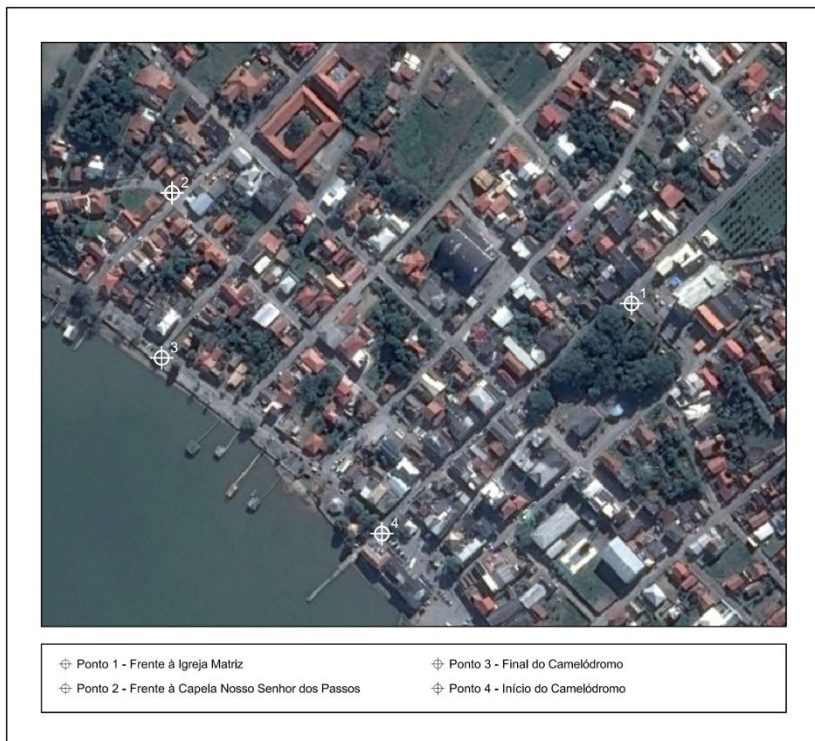 2
1
3
4
Ponto 1 - Frente à Igreja Matriz
Ponto 2 - Frente à Capela Nosso Senhor dos Passos
Ponto 3 - Final do Camelódromo
Ponto 4 - Início do Camelódromo